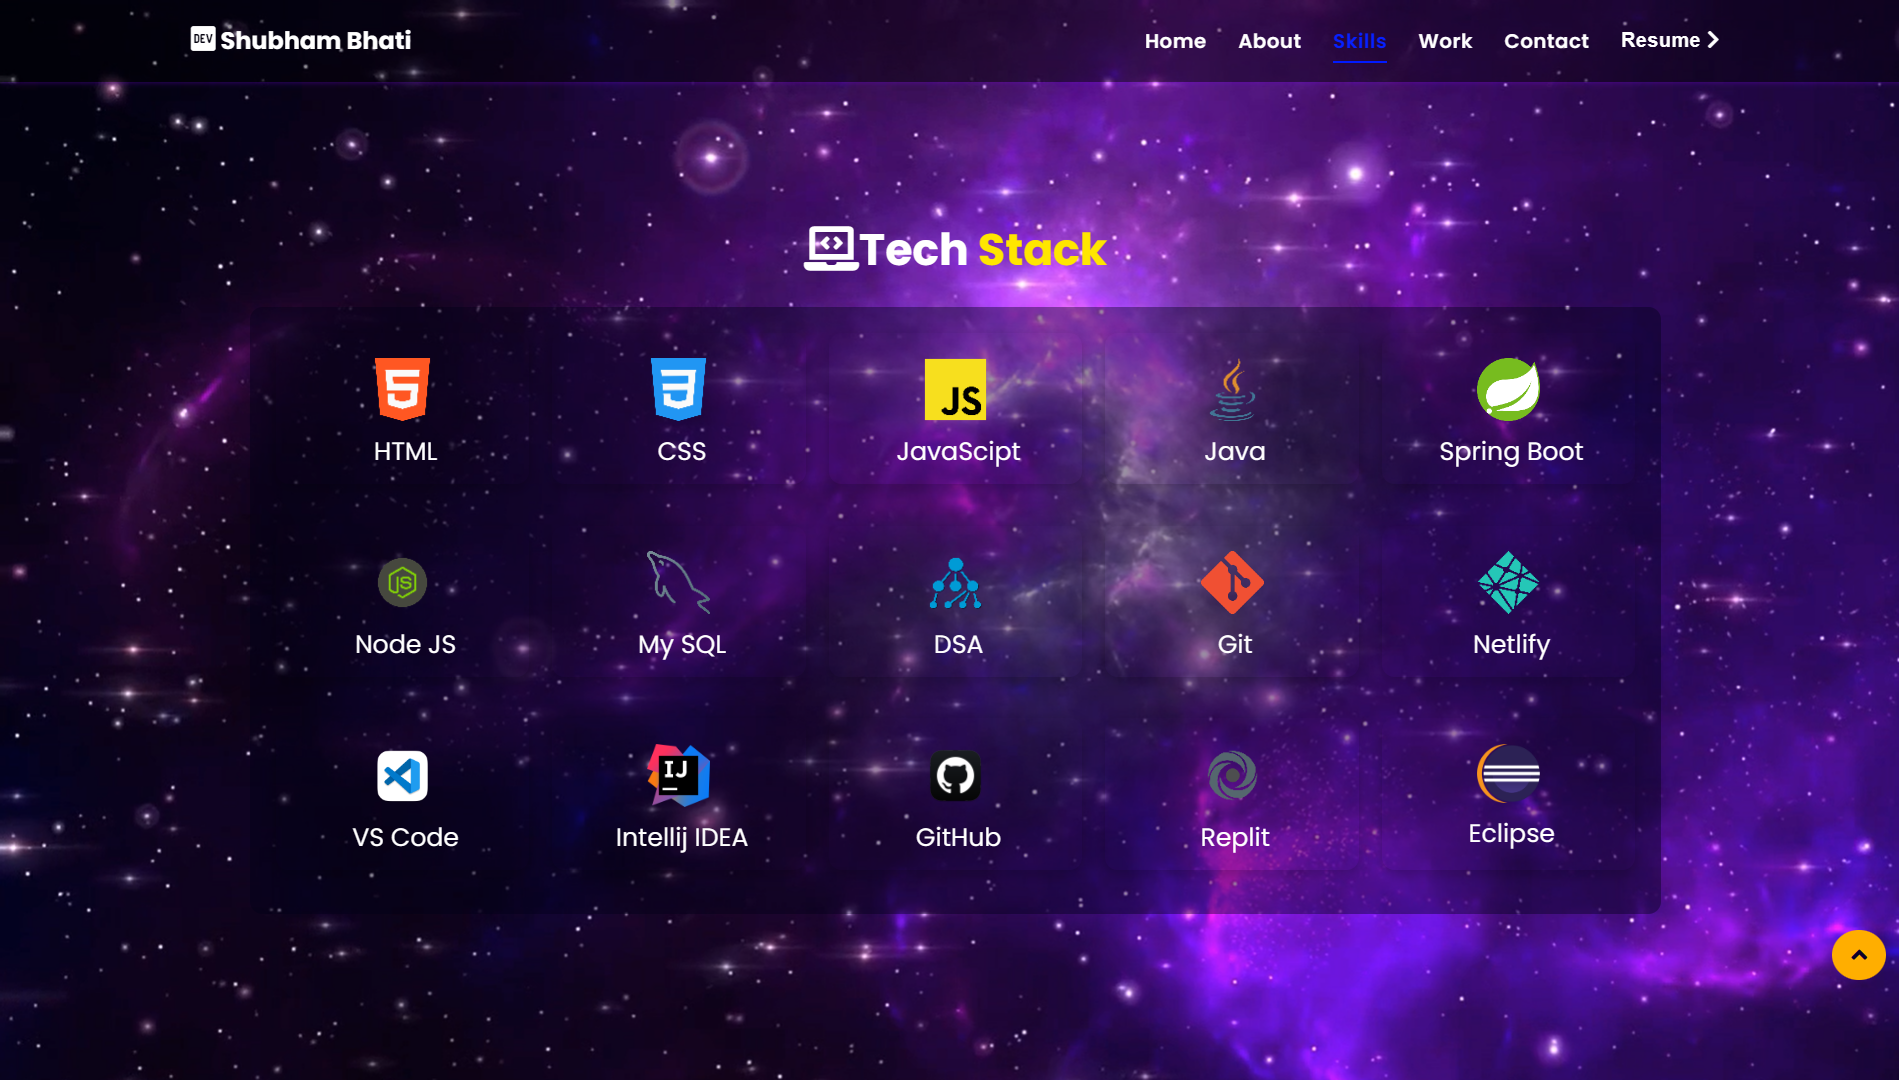 DEV Shubham Bhati
Home About Skills Work Contact Resume
Tech Stack
JS
HTML CSS JavaScipt Java Spring Boot
JS
Node JS My SQL DSA Git Netlify
IJ
VS Code Intellij IDEA GitHub Replit Eclipse